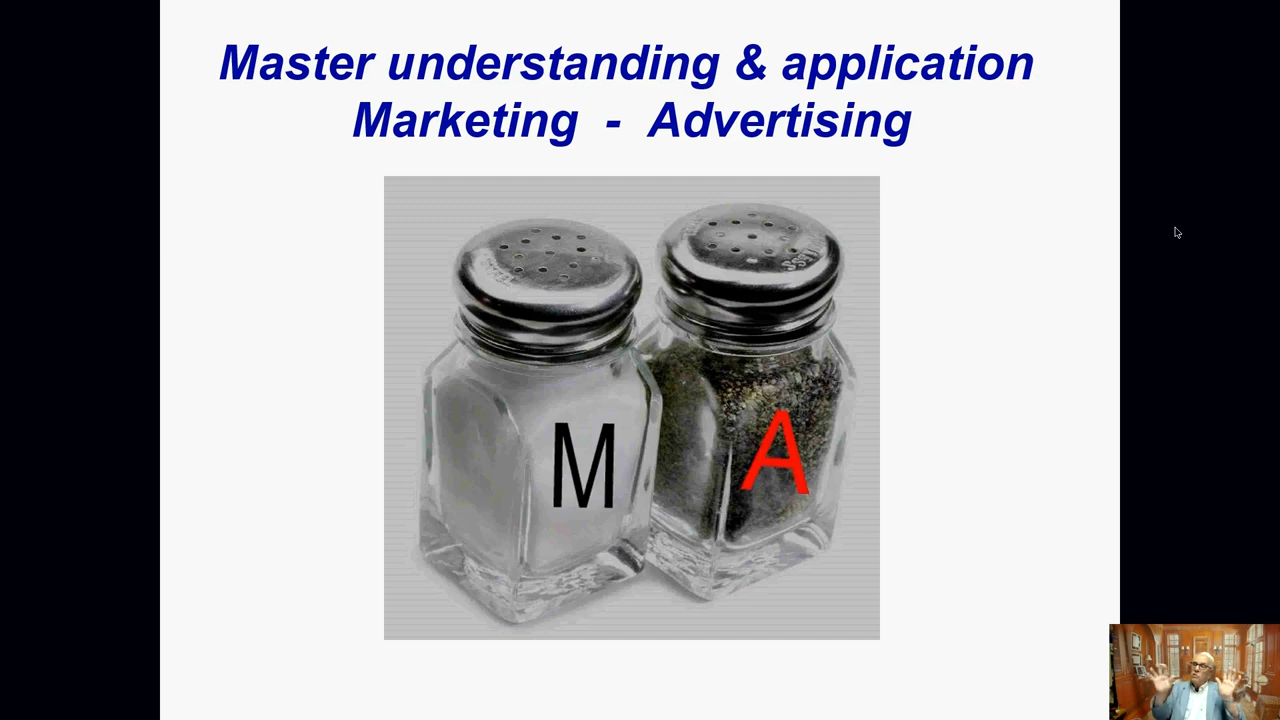 Master understanding & application
Marketing - Advertising
M
A